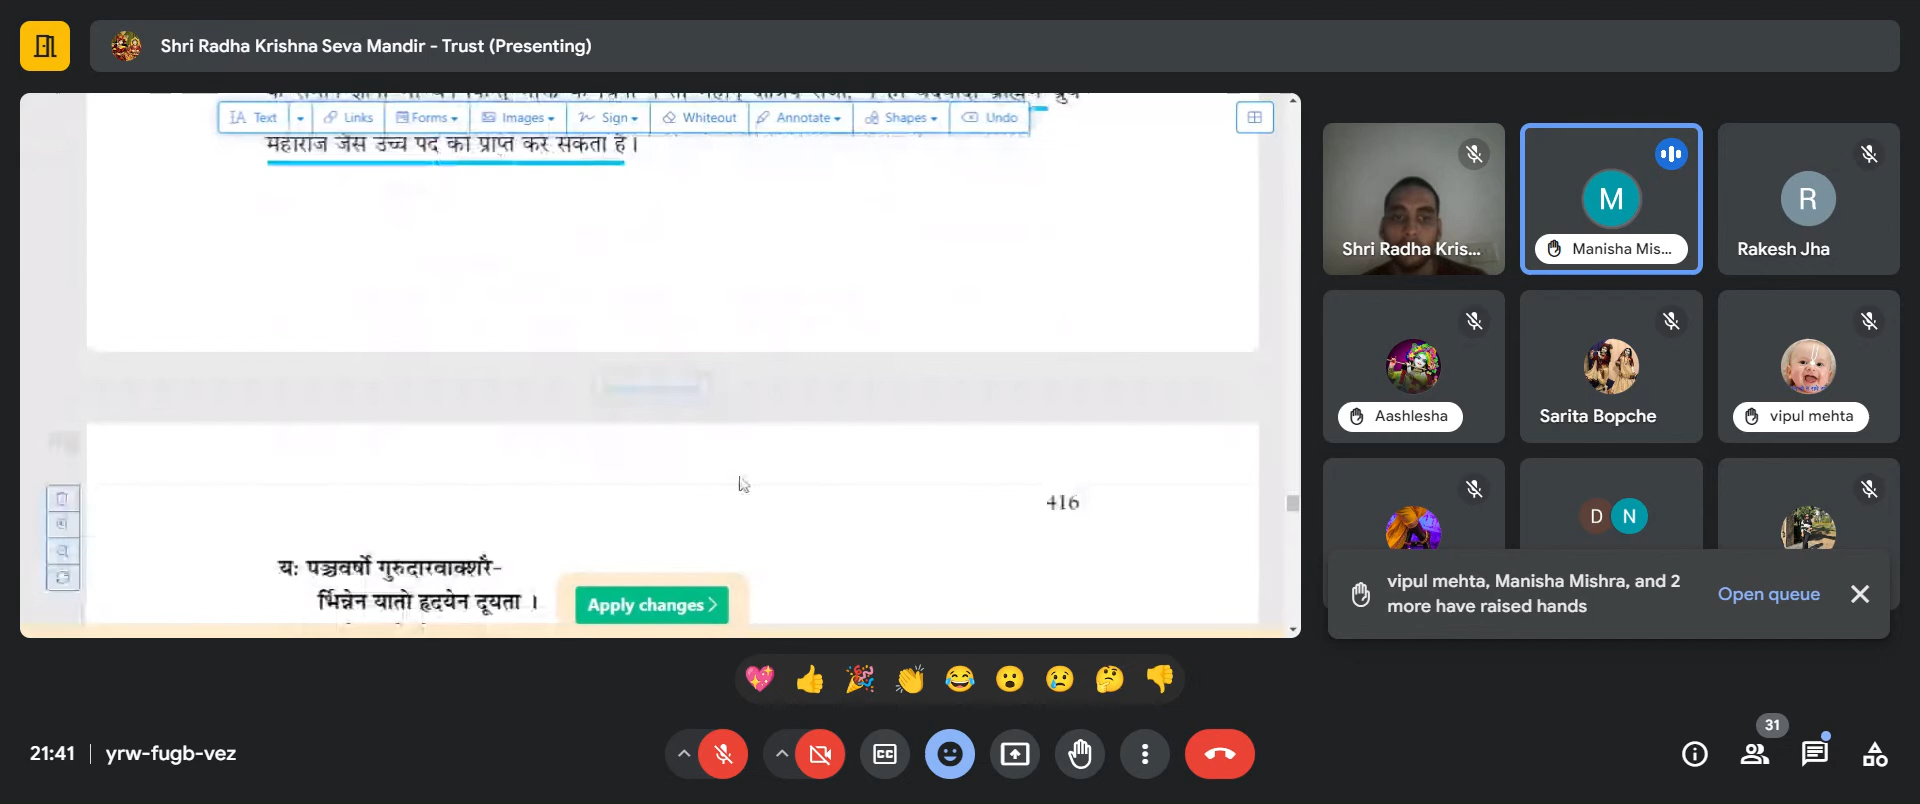 Shri Radha Krishna Seva Mandir - Trust (Presenting)
Text
Links
Forms
Images
Sign
Whiteout
Annotate
Shapes
Undo
महाराज जैसे उच्च पद को प्राप्त कर सकता है।
416
यः पञ्चवर्षो गुरुदारवाक्शरै-
र्भिन्नेन यातो हृदयेन दूयता ।
Apply changes
Shri Radha Kris...
M
Manisha Mis...
R
Rakesh Jha
Aashlesha
Sarita Bopche
vipul mehta
D N
vipul mehta, Manisha Mishra, and 2
more have raised hands
Open queue
21:41 | yrw-fugb-vez
CC
31